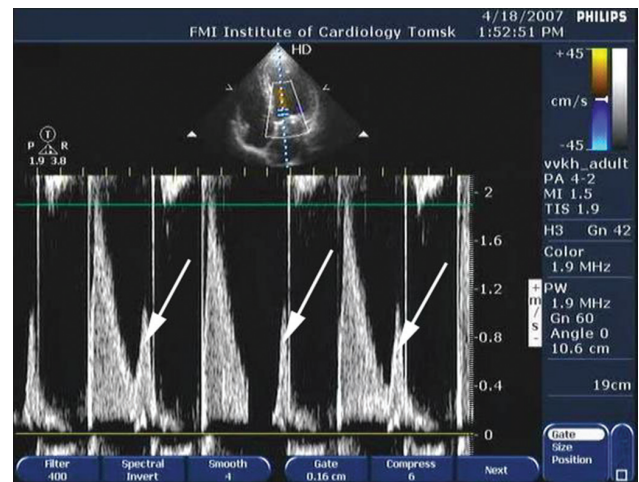 4/18/2007 PHILIPS
FMI Institute of Cardiology Tomsk 1:52:51 PM
HD
+45
cm/s
-45
T
P R
1.9 3.8
vvkh_adult
PA 4-2
MI 1.5
TIS 1.9
H3 Gn 42
Color
1.9 MHz
PW
1.9 MHz
Gn 60
Angle 0
10.6 cm
19cm
2
-1.6
-1.2
-0.8
-0.4
0
+
m/s
-
Gate
Size
Position
Filter
400
Spectral
Invert
Smooth
4
Gate
0.16 cm
Compress
6
Next